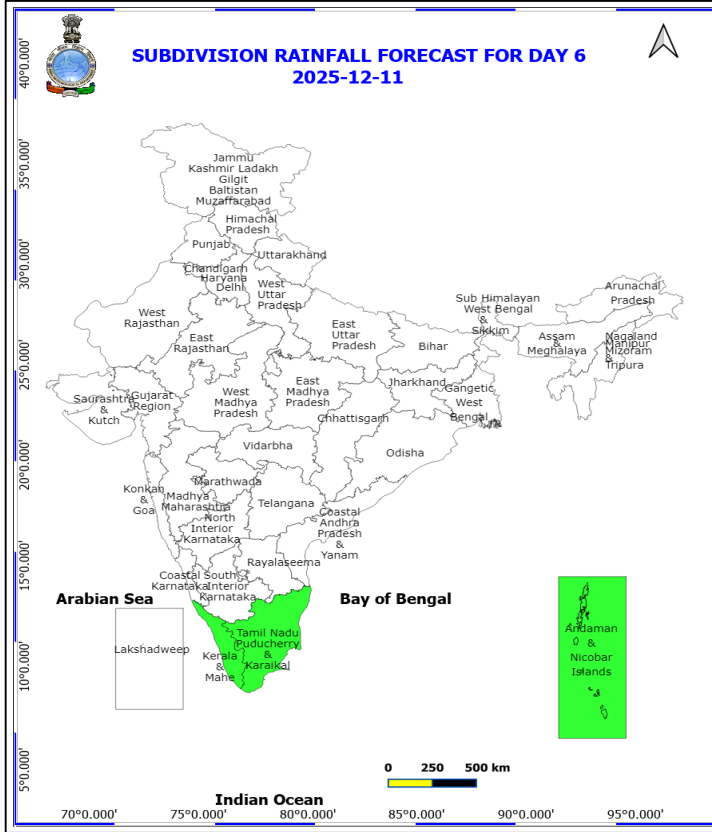 SUBDIVISION RAINFALL FORECAST FOR DAY 6
2025-12-11
40°0.000'
35°0.000'
30°0.000'
25°0.000'
20°0.000'
15°0.000'
10°0.000'
5°0.000'
Jammu
Kashmir Ladakh
Gilgit
Baltistan
Muzaffarabad
Himachal
Pradesh
Punjab
Uttarakhand
Chandigarh
Haryana
Delhi
West
Uttar
Pradesh
Arunachal
Pradesh
Sub Himalayan
West Bengal
&
Sikkim
West
Rajasthan
East
Rajasthan
East
Uttar
Pradesh
Bihar
Assam
&
Meghalaya
Nagaland
Manipur
Mizoram
&
Tripura
Saurashtra
&
Kutch
Gujarat
Region
West
Madhya
Pradesh
East
Madhya
Pradesh
Jharkhand
Gangetic
West
Bengal
Chhattisgarh
Vidarbha
Odisha
Konkan
&
Goa
Marathwada
Madhya
Maharashtra
Telangana
North
Interior
Karnataka
Coastal
Andhra
Pradesh
&
Yanam
Rayalaseema
Coastal
Karnataka
South
Interior
Karnataka
Arabian Sea
Bay of Bengal
Lakshadweep
Kerala
&
Mahe
Tamil Nadu
Puducherry
&
Karaikal
Andaman
&
Nicobar
Islands
0 250 500 km
Indian Ocean
70°0.000' 75°0.000' 80°0.000' 85°0.000' 90°0.000' 95°0.000'